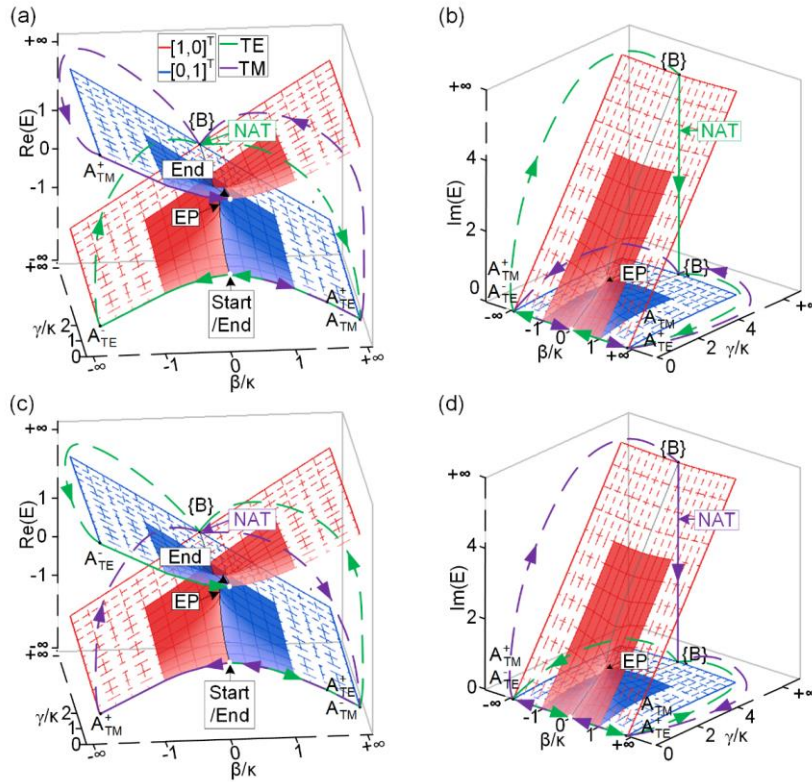 (a)
+∞
[1,0]ᵀ
[0,1]ᵀ
TE
TM
{B}
NAT
Re(E)
1
0
-1
A⁺TM
End
EP
+∞
-∞
γ/κ
2
1
0
A⁻TE
Start
/End
A⁺TE
A⁻TM
-∞
-1
0
1
+∞
β/κ
(b)
{B}
+∞
NAT
Im(E)
4
2
0
A⁺TM
A⁻TE
EP
{B}
A⁻TM
A⁺TE
-∞
-1
0
1
+∞
β/κ
0
2
4
+∞
γ/κ
(c)
+∞
{B}
NAT
Re(E)
1
0
-1
A⁻TE
End
EP
+∞
-∞
γ/κ
2
1
0
A⁺TM
Start
/End
A⁺TE
A⁻TM
-∞
-1
0
1
+∞
β/κ
(d)
{B}
+∞
NAT
Im(E)
4
2
0
A⁺TM
A⁻TE
EP
{B}
A⁻TM
A⁺TE
-∞
-1
0
1
+∞
β/κ
0
2
4
+∞
γ/κ